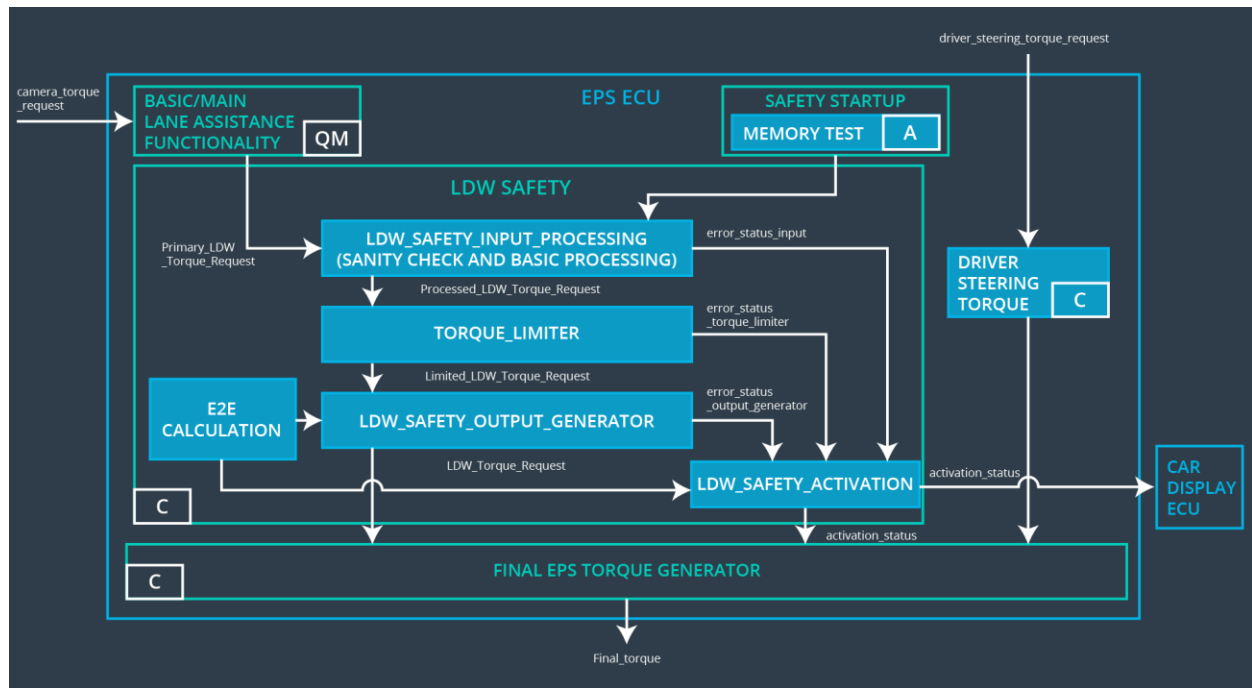 driver_steering_torque_request
camera_torque
_request
EPS ECU
BASIC/MAIN
LANE ASSISTANCE
FUNCTIONALITY
QM
SAFETY STARTUP
MEMORY TEST
A
LDW SAFETY
Primary_LDW
_Torque_Request
LDW_SAFETY_INPUT_PROCESSING
(SANITY CHECK AND BASIC PROCESSING)
error_status_input
DRIVER
STEERING
TORQUE
C
Processed_LDW_Torque_Request
TORQUE_LIMITER
error_status
_torque_limiter
Limited_LDW_Torque_Request
E2E
CALCULATION
LDW_SAFETY_OUTPUT_GENERATOR
error_status
_output_generator
LDW_Torque_Request
LDW_SAFETY_ACTIVATION
activation_status
CAR
DISPLAY
ECU
C
activation_status
C
FINAL EPS TORQUE GENERATOR
Final_torque